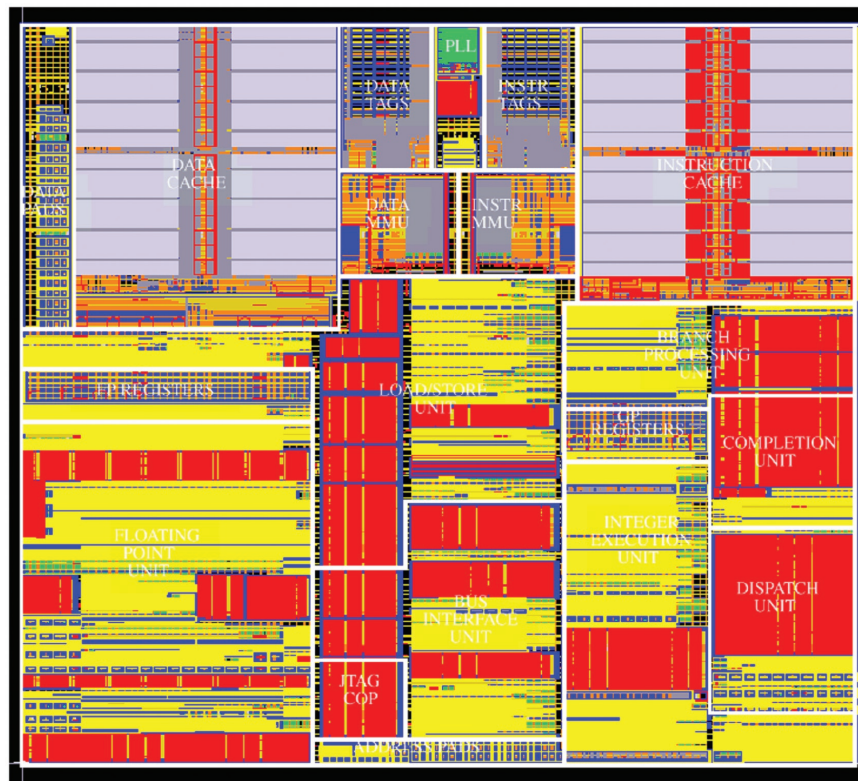 PLL
DATA
TAGS
INSTR
TAGS
DATA
CACHE
INSTRUCTION
CACHE
DATA
PADS
DATA
MMU
INSTR
MMU
BRANCH
PROCESSING
UNIT
FP REGISTERS
LOAD/STORE
UNIT
GP
REGISTERS
COMPLETION
UNIT
FLOATING
POINT
UNIT
INTEGER
EXECUTION
UNIT
DISPATCH
UNIT
BUS
INTERFACE
UNIT
JTAG
COP
ADDRESS PADS